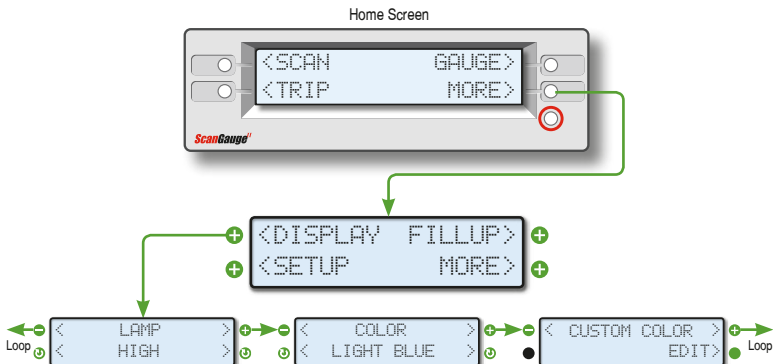 Home Screen
<SCAN GAUGE>
<TRIP MORE>
ScanGauge II
<DISPLAY FILLUP>
<SETUP MORE>
< LAMP > < COLOR > < CUSTOM COLOR >
Loop < HIGH > < LIGHT BLUE > EDIT> Loop